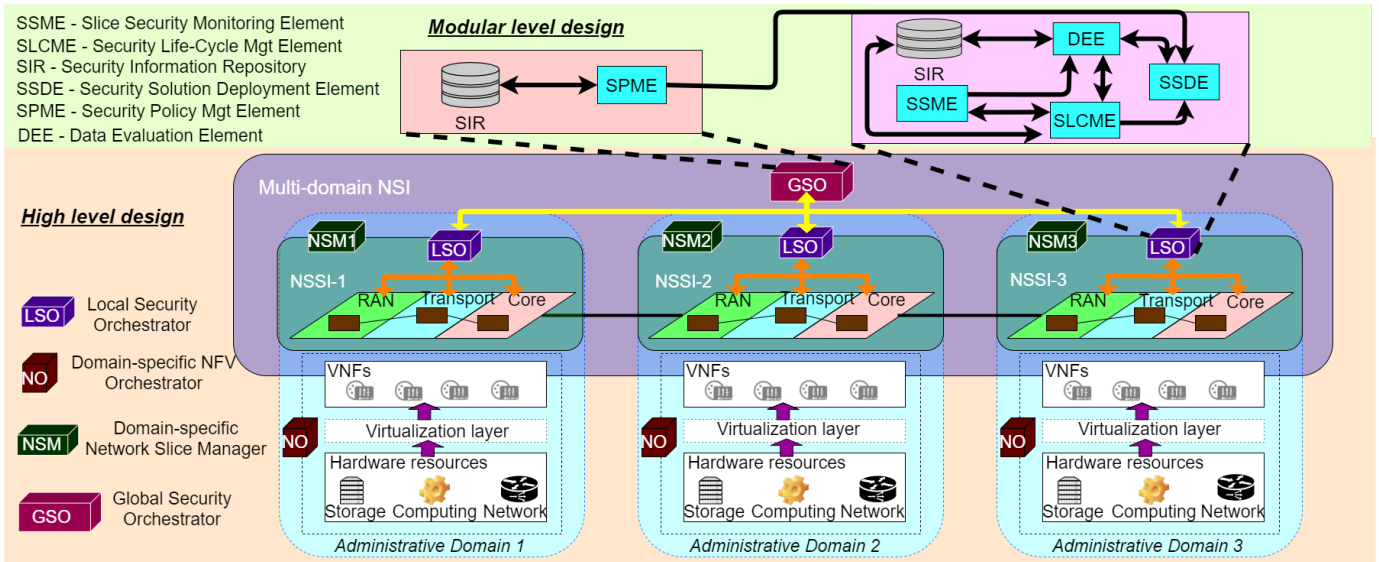 SSME - Slice Security Monitoring Element
SLCME - Security Life-Cycle Mgt Element
SIR - Security Information Repository
SSDE - Security Solution Deployment Element
SPME - Security Policy Mgt Element
DEE - Data Evaluation Element
Modular level design
SIR
SPME
SIR
DEE
SSME
SLCME
SSDE
High level design
Multi-domain NSI
GSO
NSM1
LSO
NSSI-1
RAN
Transport
Core
NSM2
LSO
NSSI-2
RAN
Transport
Core
NSM3
LSO
NSSI-3
RAN
Transport
Core
LSO
Local Security
Orchestrator
NO
Domain-specific NFV
Orchestrator
NSM
Domain-specific
Network Slice Manager
GSO
Global Security
Orchestrator
VNFs
NO
Virtualization layer
Hardware resources
Storage
Computing
Network
Administrative Domain 1
VNFs
NO
Virtualization layer
Hardware resources
Storage
Computing
Network
Administrative Domain 2
VNFs
NO
Virtualization layer
Hardware resources
Storage
Computing
Network
Administrative Domain 3